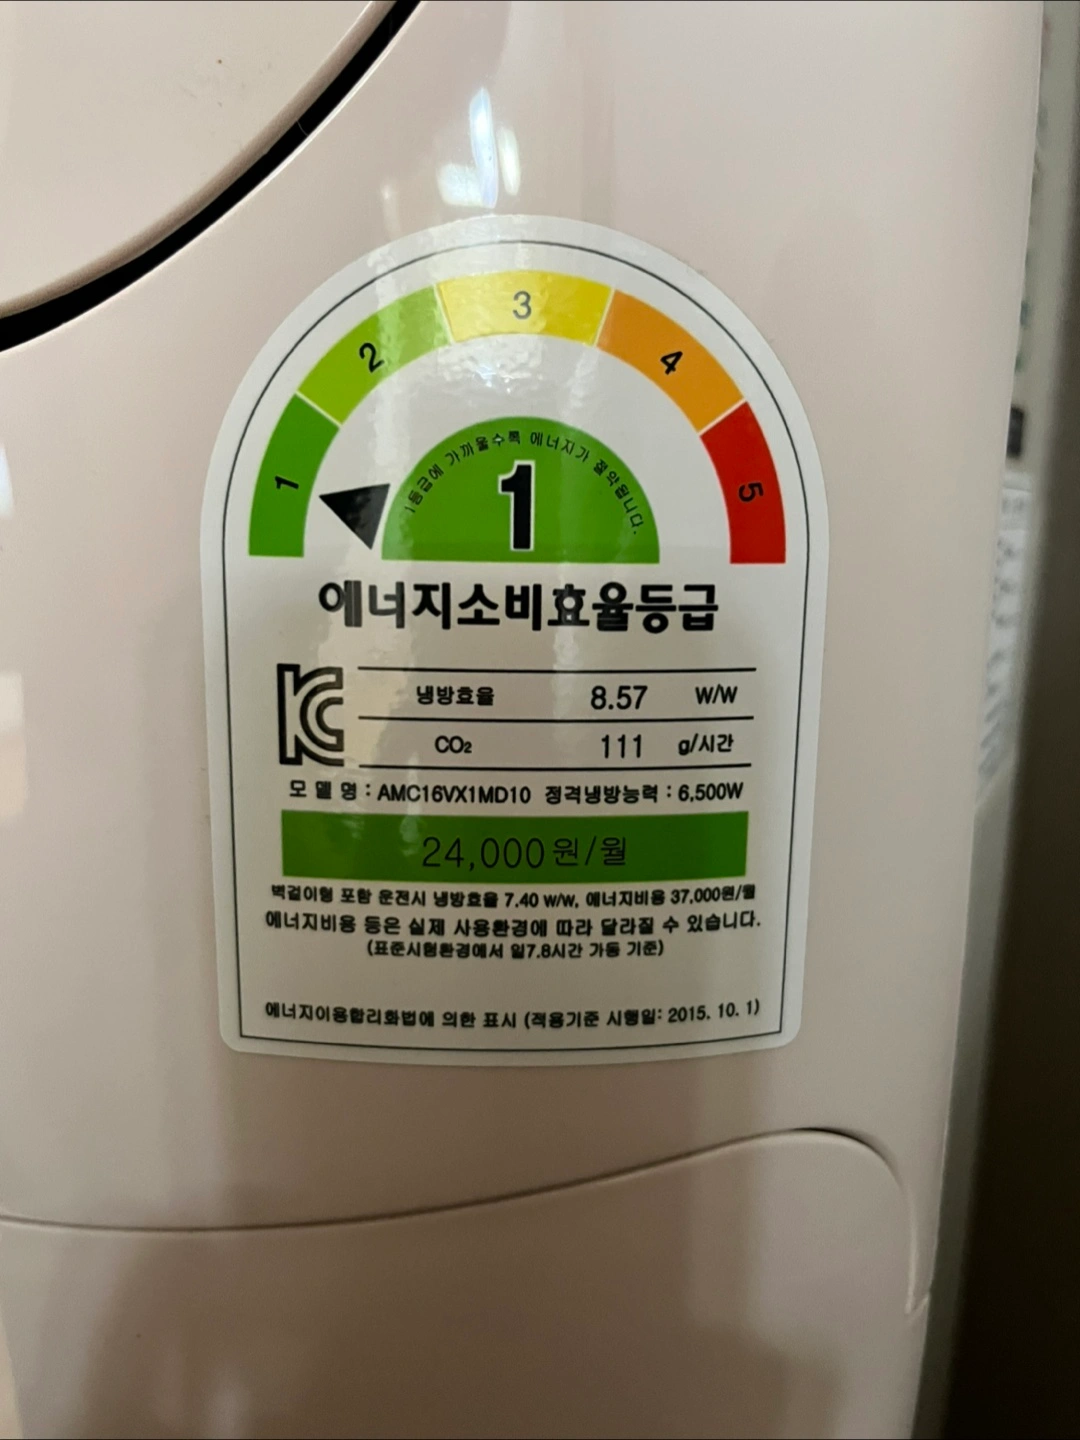 1
2
3
4
5
1등급에 가까울수록 에너지가 절약됩니다.
1
에너지소비효율등급
냉방효율 8.57 W/W
CO₂ 111 g/시간
모 델 명 : AMC16VX1MD10 정격냉방능력 : 6,500W
24,000원/월
벽걸이형 포함 운전시 냉방효율 7.40 w/w, 에너지비용 37,000원/월
에너지비용 등은 실제 사용환경에 따라 달라질 수 있습니다.
(표준시험환경에서 일7.8시간 가동 기준)
에너지이용합리화법에 의한 표시 (적용기준 시행일: 2015. 10. 1)